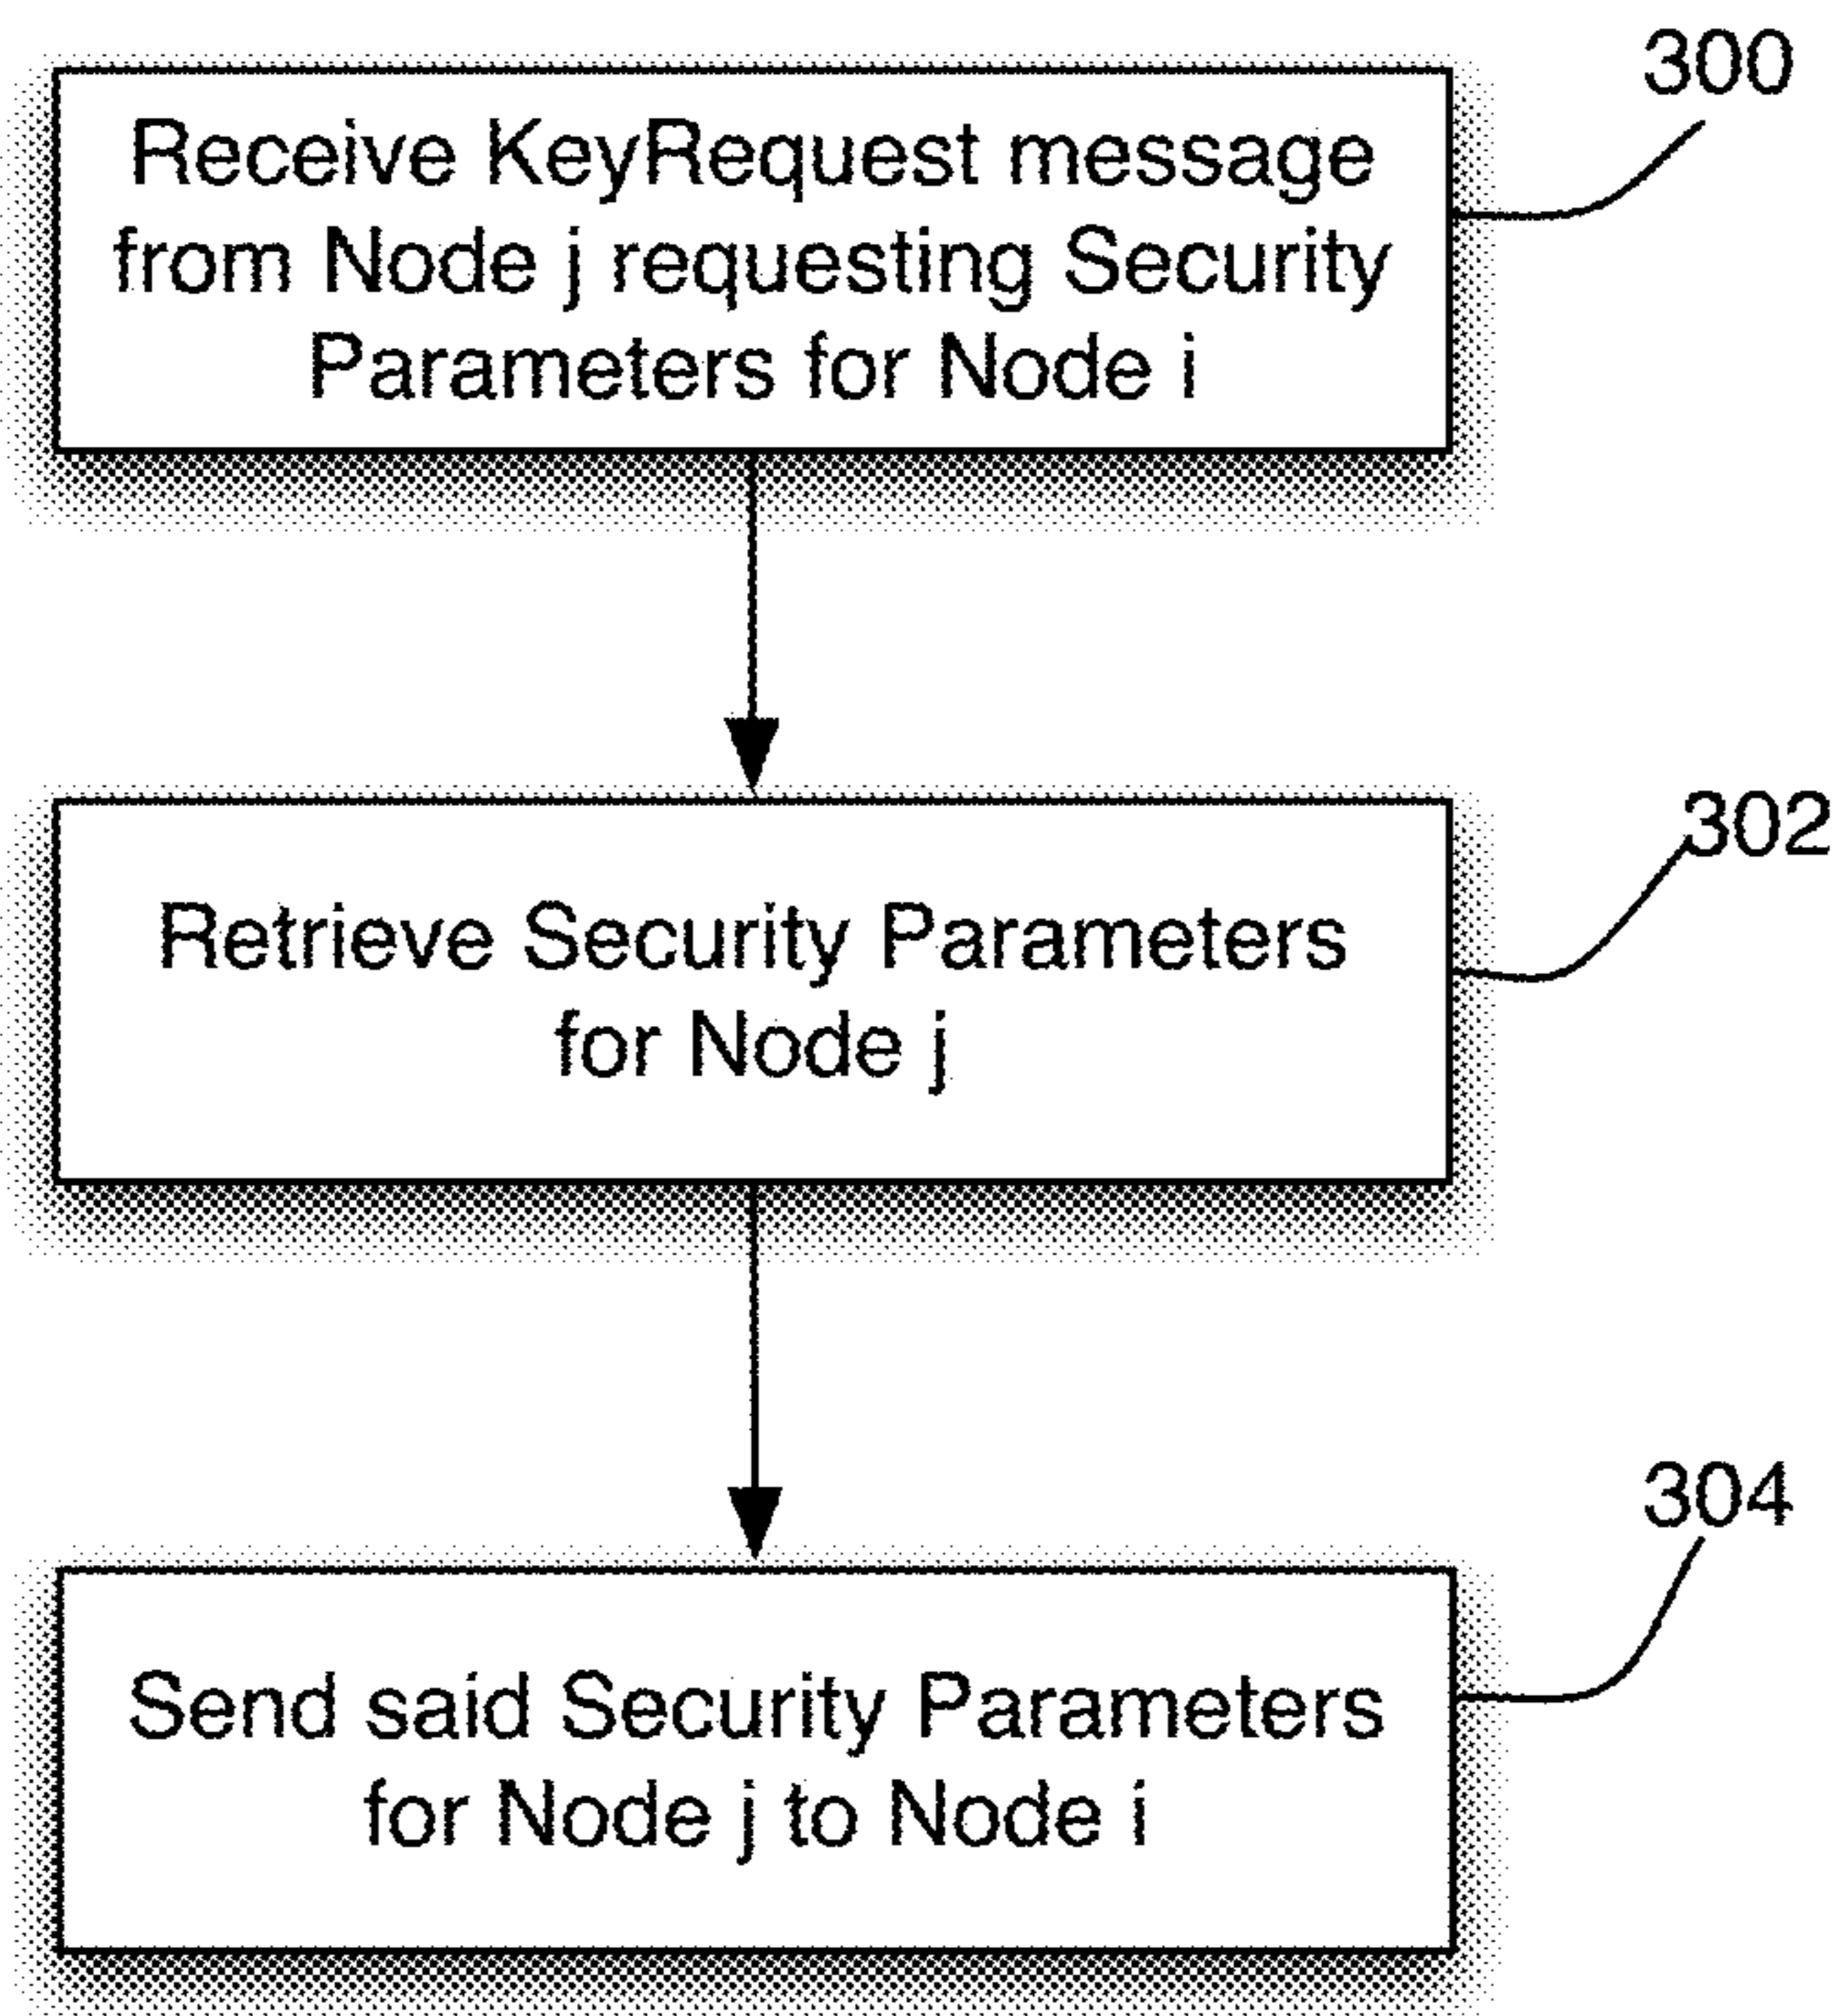 300
Receive KeyRequest message
from Node j requesting Security
Parameters for Node i
302
Retrieve Security Parameters
for Node j
304
Send said Security Parameters
for Node j to Node i